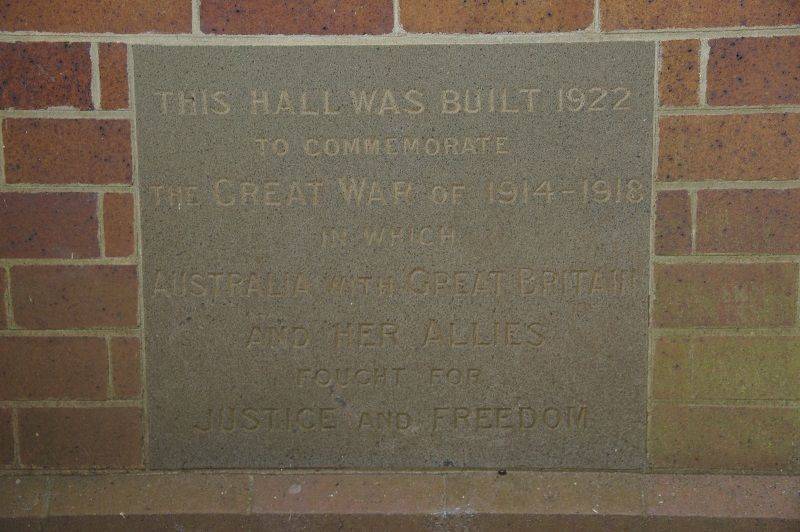 THIS HALL WAS BUILT 1922
TO COMMEMORATE
THE GREAT WAR OF 1914-1918
IN WHICH
AUSTRALIA WITH GREAT BRITAIN
AND HER ALLIES
FOUGHT FOR
JUSTICE AND FREEDOM